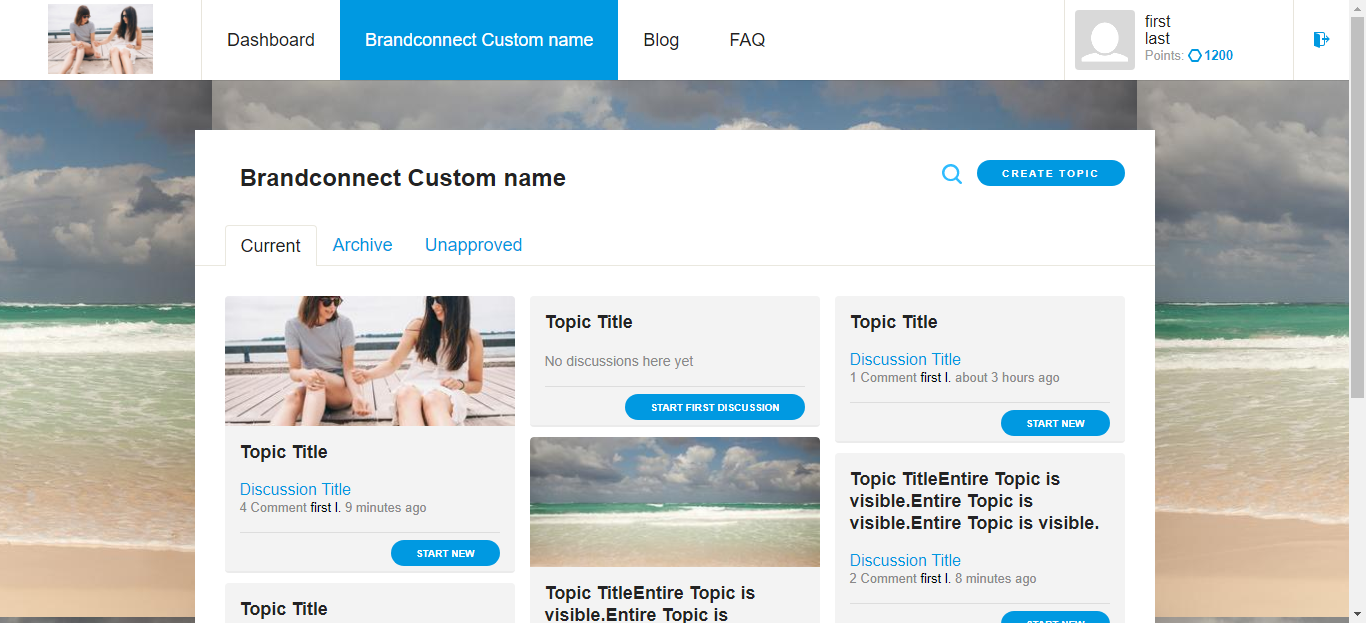 Dashboard
Brandconnect Custom name
Blog
FAQ
first
last
Points: 1200
Brandconnect Custom name
CREATE TOPIC
Current
Archive
Unapproved
Topic Title
Discussion Title
4 Comment first l. 9 minutes ago
START NEW
Topic Title
Topic Title
No discussions here yet
START FIRST DISCUSSION
Topic TitleEntire Topic is
visible.Entire Topic is
Topic Title
Discussion Title
1 Comment first l. about 3 hours ago
START NEW
Topic TitleEntire Topic is
visible.Entire Topic is
visible.Entire Topic is visible.
Discussion Title
2 Comment first l. 8 minutes ago
START NEW